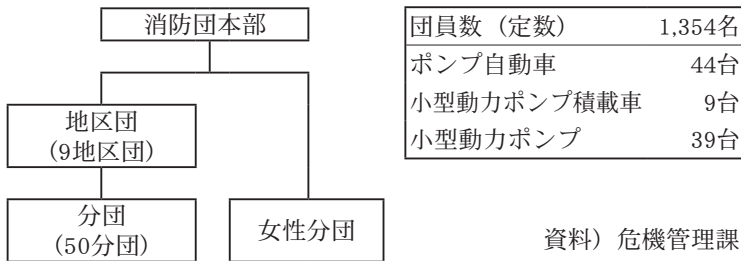 消防団本部
地区団
(9地区団)
分団
(50分団)
女性分団
団員数（定数） 1,354名
ポンプ自動車 44台
小型動力ポンプ積載車 9台
小型動力ポンプ 39台
資料）危機管理課